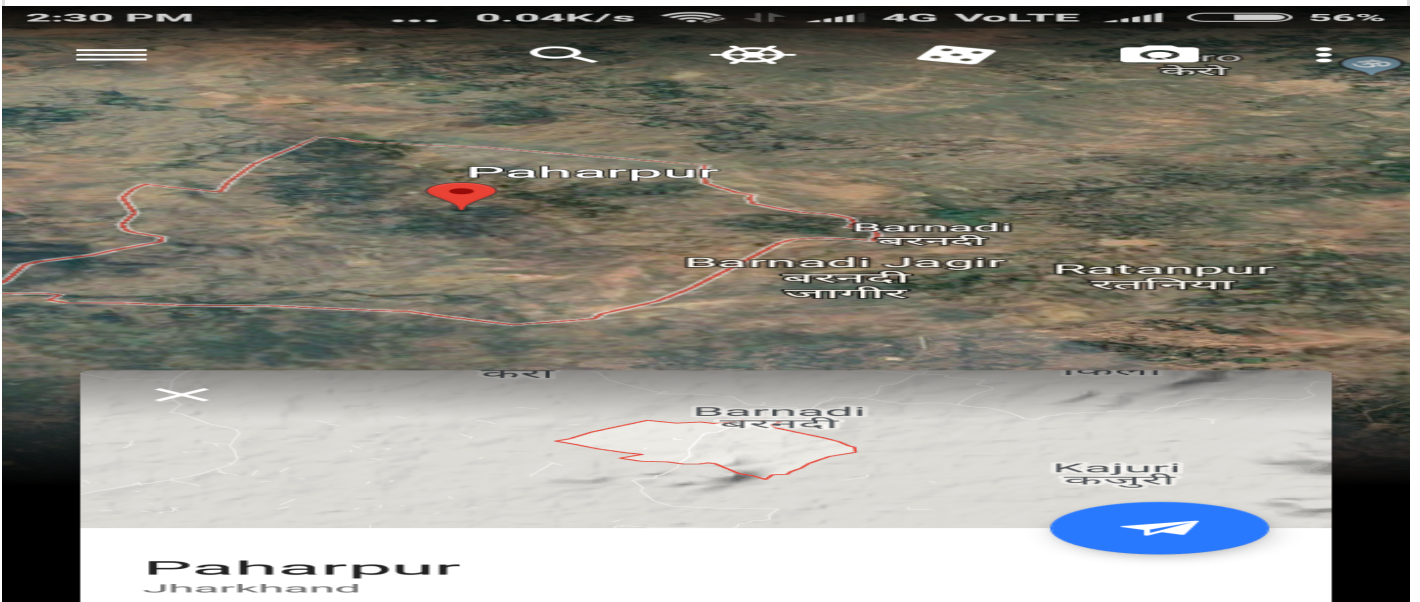 2:30 PM ... 0.04K/s 4G VoLTE 56%
केरो
Paharpur
Barnadi
बरनदी
Barnadi Jagir
बरनदी
जागीर
Ratanpur
रतनिया
Barnadi
बरनदी
Kajuri
कजुरी
Paharpur
Jharkhand